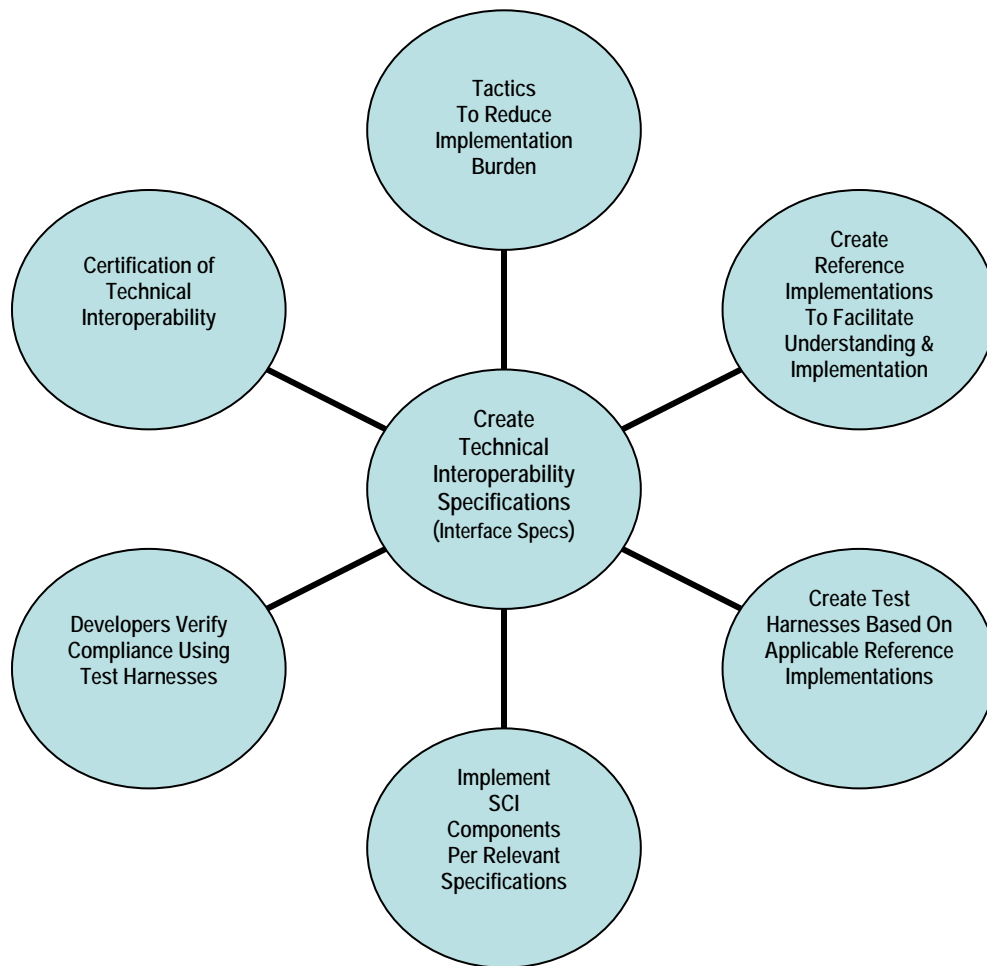 Tactics
To Reduce
Implementation
Burden
Certification of
Technical
Interoperability
Create
Reference
Implementations
To Facilitate
Understanding &
Implementation
Create
Technical
Interoperability
Specifications
(Interface Specs)
Developers Verify
Compliance Using
Test Harnesses
Create Test
Harnesses Based On
Applicable Reference
Implementations
Implement
SCI
Components
Per Relevant
Specifications